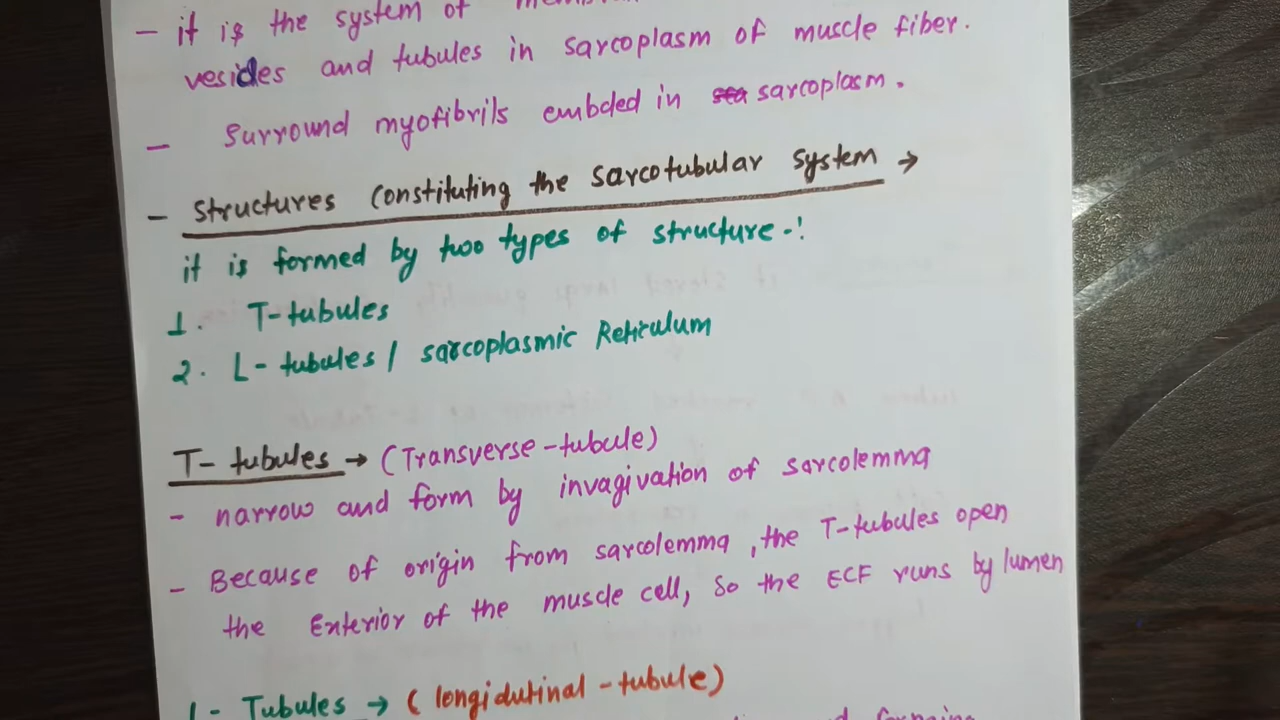 - it is the system of
vesicles and tubules in sarcoplasm of muscle fiber.
- Surround myofibrils embded in sarcoplasm.
- Structures constituting the sarcotubular system →
it is formed by two types of structure -:
1. T-tubules
2. L-tubules / sarcoplasmic Reticulum
T-tubules → (Transverse-tubule)
- narrow and form by invagivation of sarcolemma
- Because of origin from sarcolemma, the T-tubules open
the Exterior of the muscle cell, so the ECF runs by lumen
L- Tubules → (longidutinal -tubule)